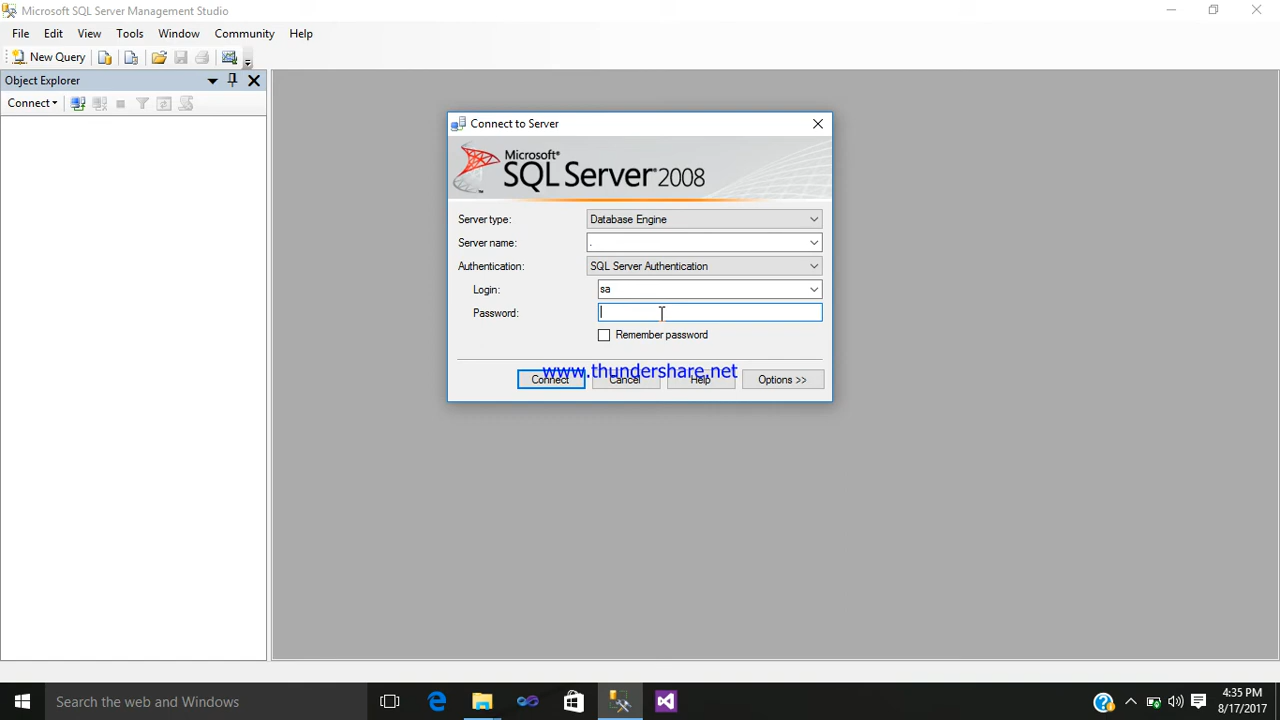 Microsoft SQL Server Management Studio
File Edit View Tools Window Community Help
New Query
Object Explorer
Connect
Connect to Server
Microsoft®
SQL Server® 2008
Server type: Database Engine
Server name: .
Authentication: SQL Server Authentication
Login: sa
Password:
Remember password
www.thundershare.net
Connect Cancel Help Options >>
Search the web and Windows
4:35 PM
8/17/2017